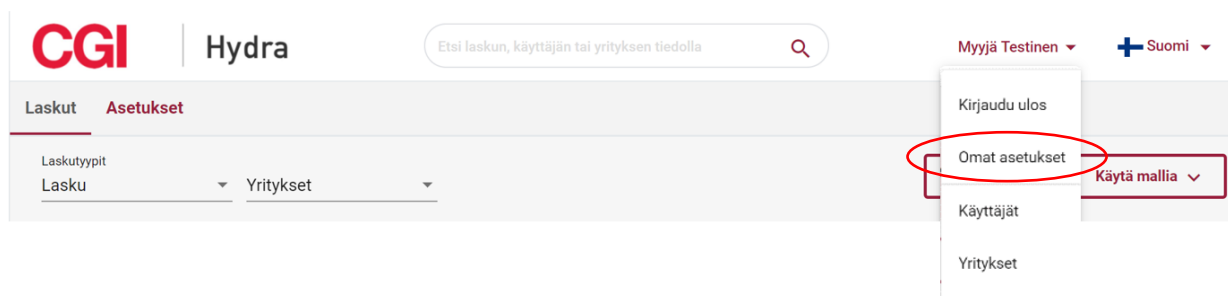 CGI Hydra Etsi laskun, käyttäjän tai yrityksen tiedolla Myyjä Testinen Suomi
Laskut Asetukset
Kirjaudu ulos
Laskutyypit
Lasku Yritykset
Omat asetukset
Käytä mallia
Käyttäjät
Yritykset